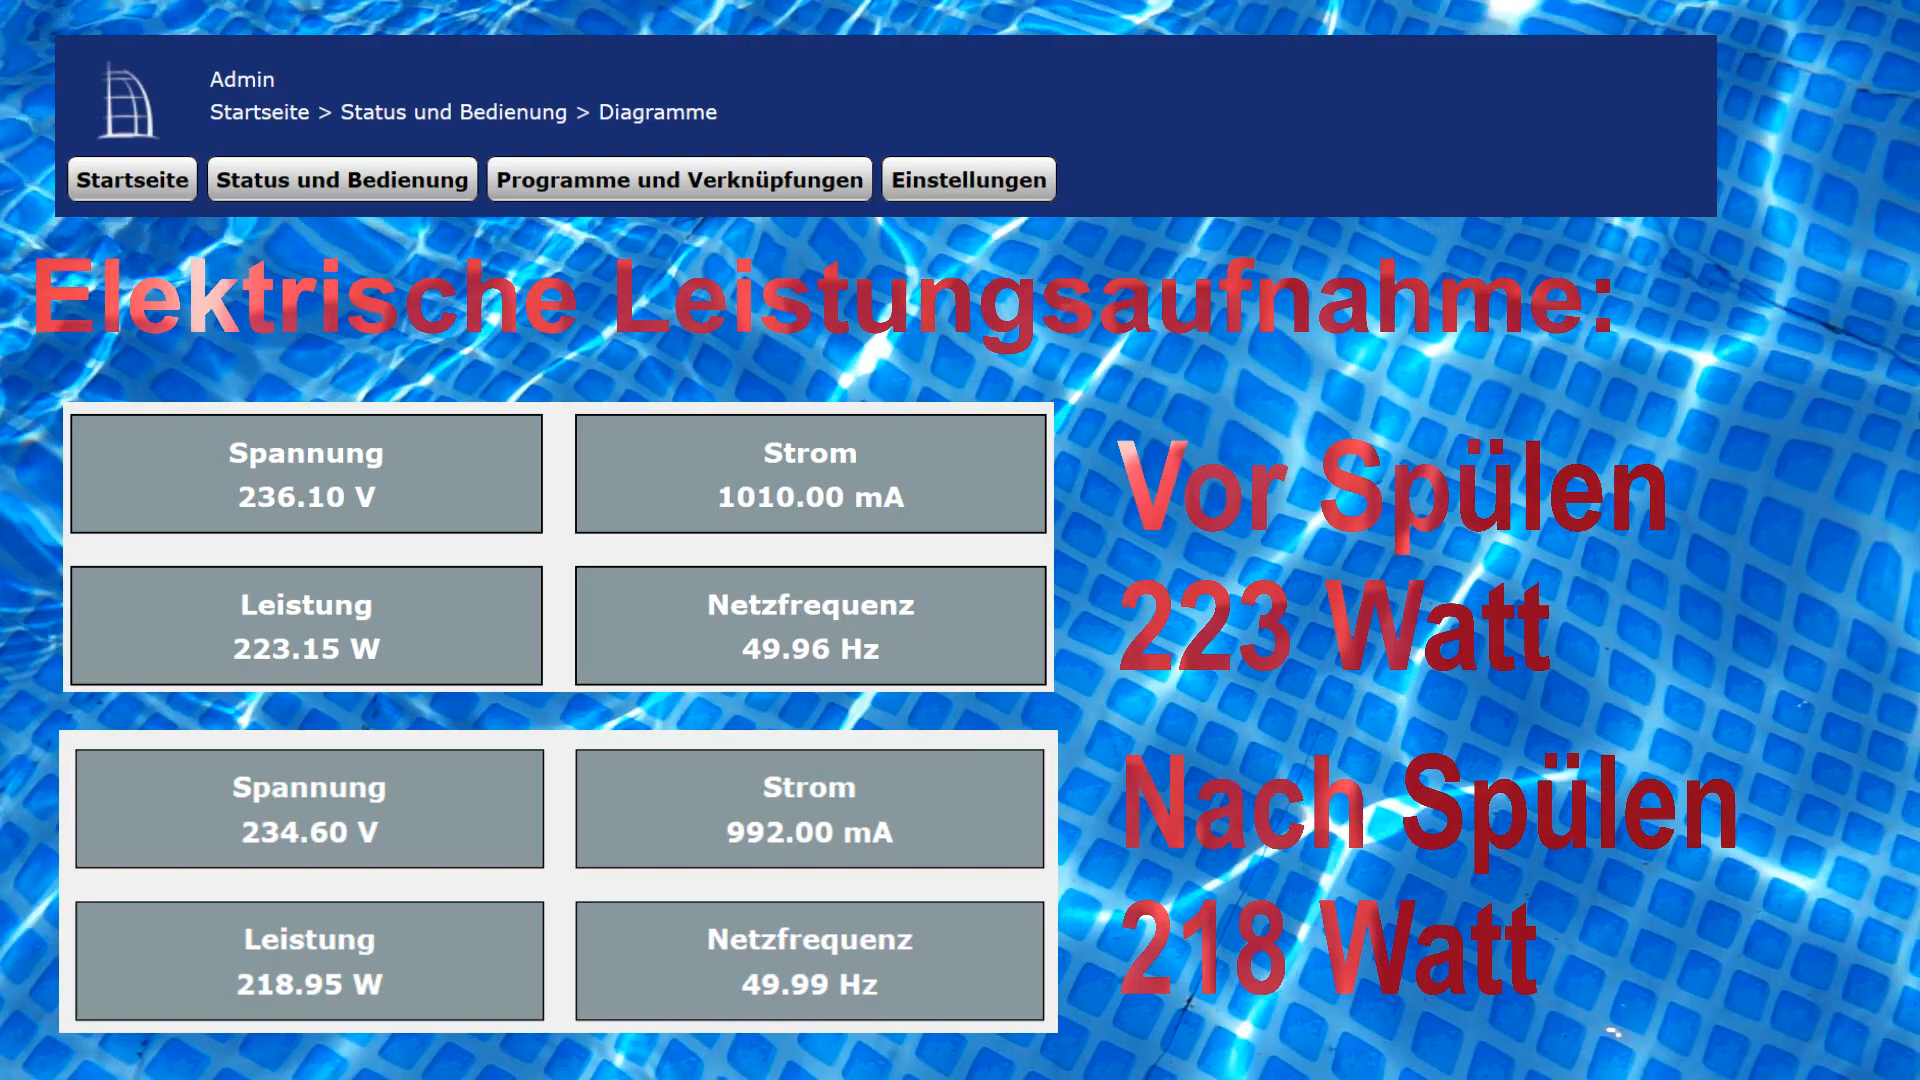 Admin
Startseite > Status und Bedienung > Diagramme
Startseite Status und Bedienung Programme und Verknüpfungen Einstellungen
Elektrische Leistungsaufnahme:
Spannung
236.10 V
Strom
1010.00 mA
Leistung
223.15 W
Netzfrequenz
49.96 Hz
Vor Spülen
223 Watt
Spannung
234.60 V
Strom
992.00 mA
Leistung
218.95 W
Netzfrequenz
49.99 Hz
Nach Spülen
218 Watt